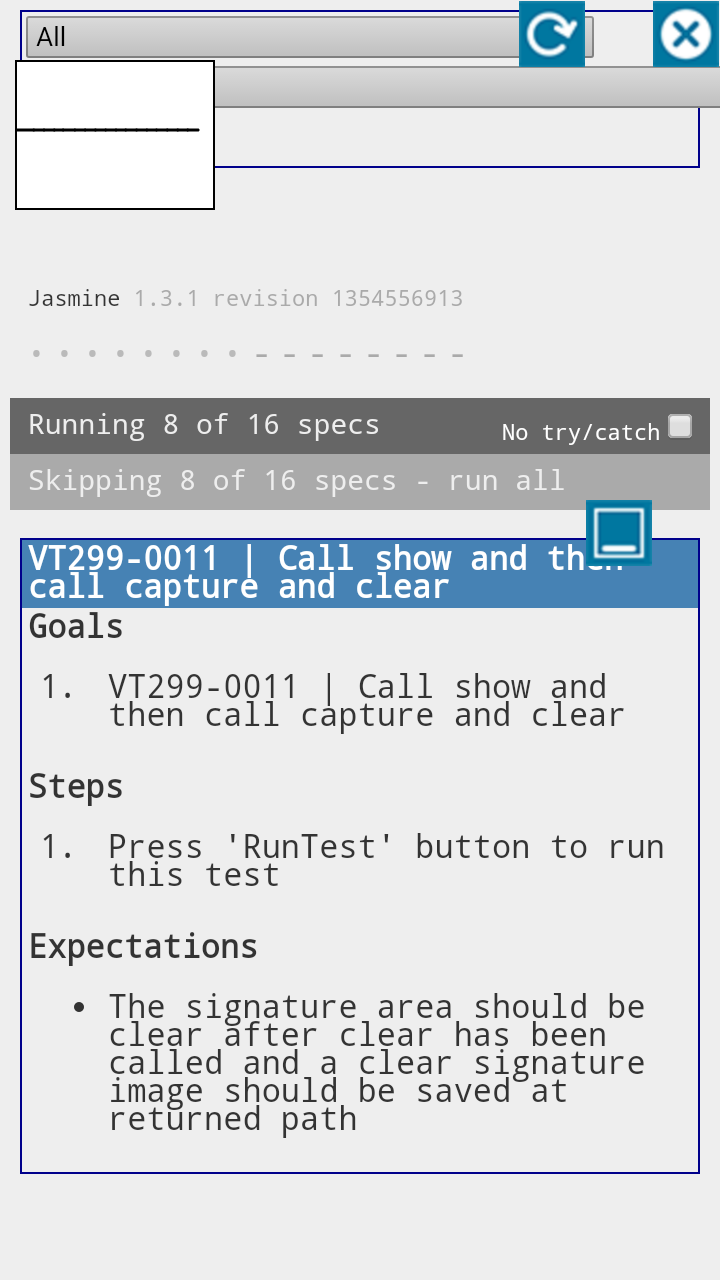 All
Jasmine 1.3.1 revision 1354556913
• • • • • • • • - - - - - - - -
Running 8 of 16 specs
No try/catch
Skipping 8 of 16 specs - run all
VT299-0011 | Call show and then
call capture and clear
Goals
1. VT299-0011 | Call show and
then call capture and clear
Steps
1. Press 'RunTest' button to run
this test
Expectations
• The signature area should be
clear after clear has been
called and a clear signature
image should be saved at
returned path